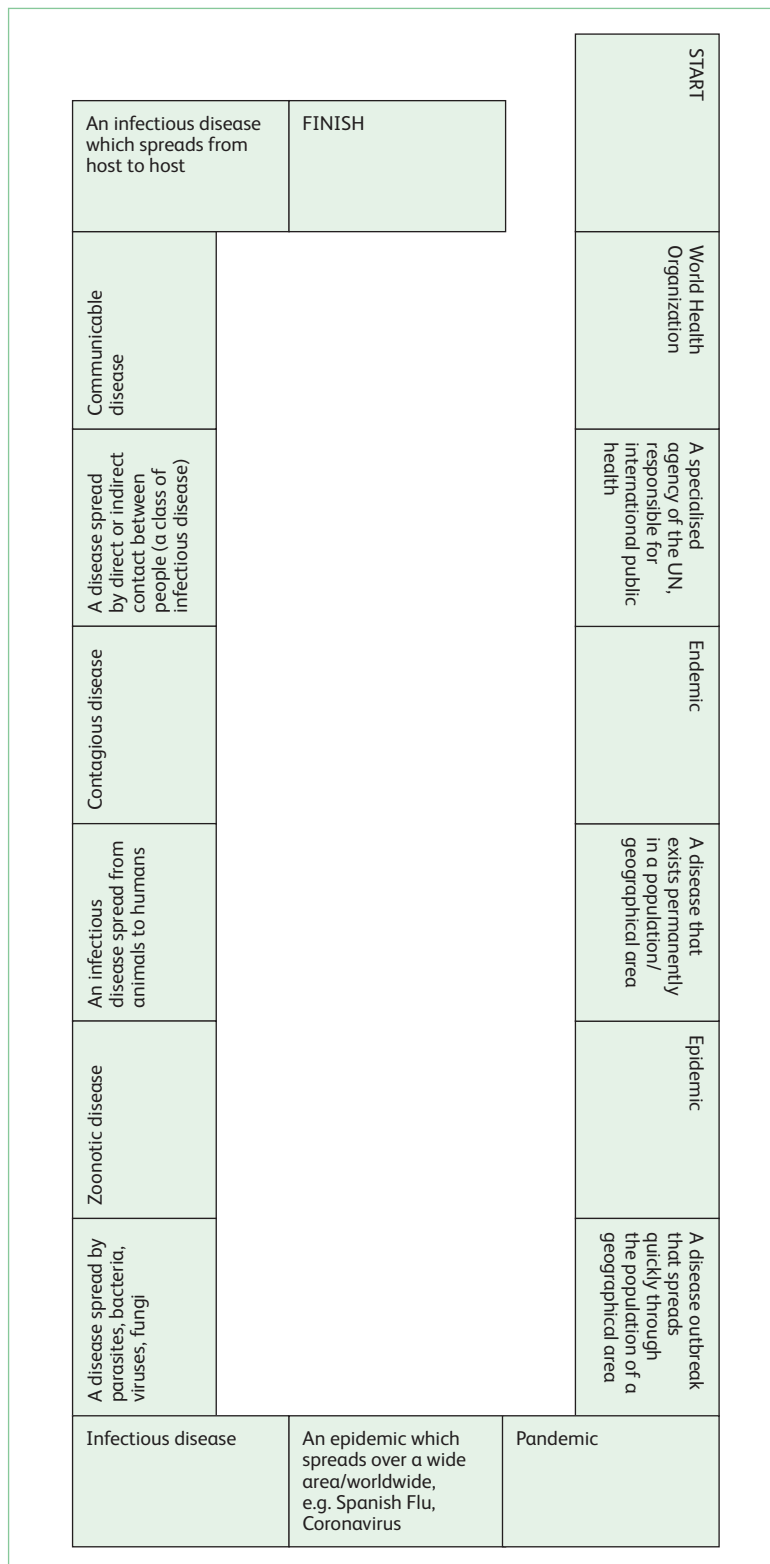 START
World Health
Organization
A specialised
agency of the UN,
responsible for
international public
health
Endemic
A disease that
exists permanently
in a population/
geographical area
Epidemic
A disease outbreak
that spreads
quickly through
the population of a
geographical area
Pandemic
An epidemic which
spreads over a wide
area/worldwide,
e.g. Spanish Flu,
Coronavirus
Infectious disease
A disease spread by
parasites, bacteria,
viruses, fungi
Zoonotic disease
An infectious
disease spread from
animals to humans
Contagious disease
A disease spread
by direct or indirect
contact between
people (a class of
infectious disease)
Communicable
disease
An infectious disease
which spreads from
host to host
FINISH